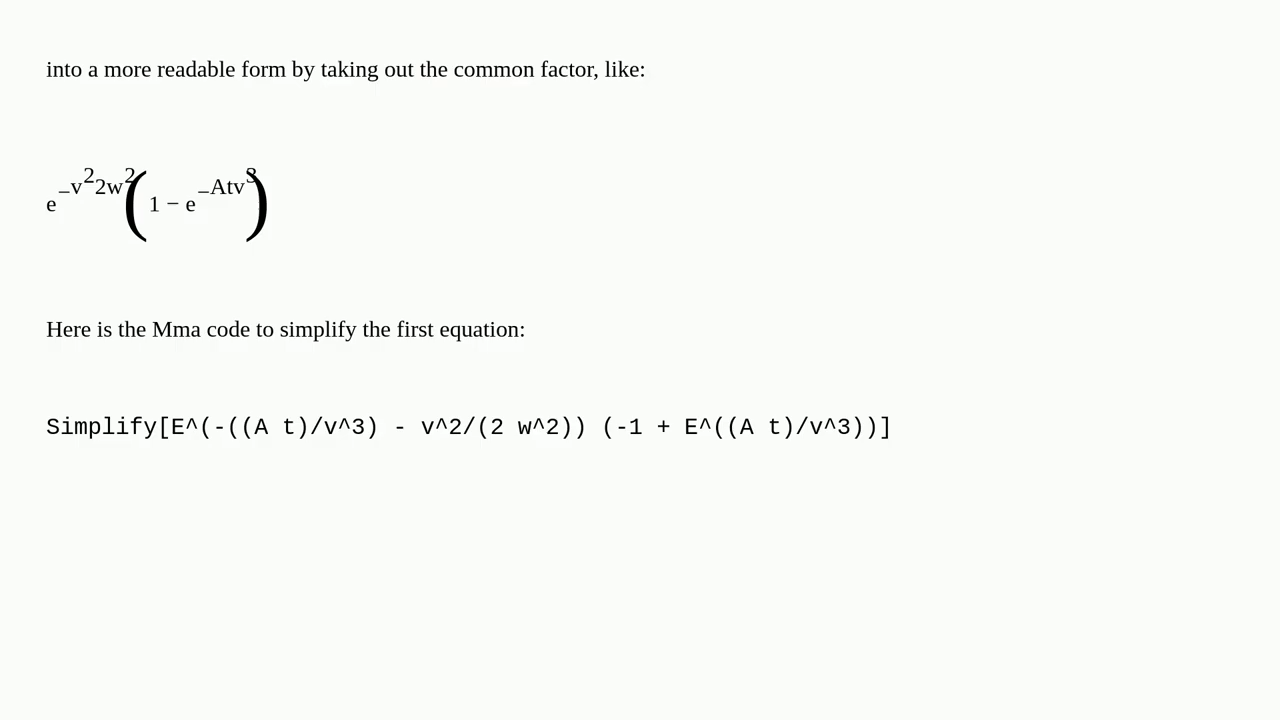 into a more readable form by taking out the common factor, like:
e−v22w2(1 − e−Atv3)
Here is the Mma code to simplify the first equation:
Simplify[E^(-((A t)/v^3) - v^2/(2 w^2)) (-1 + E^((A t)/v^3))]